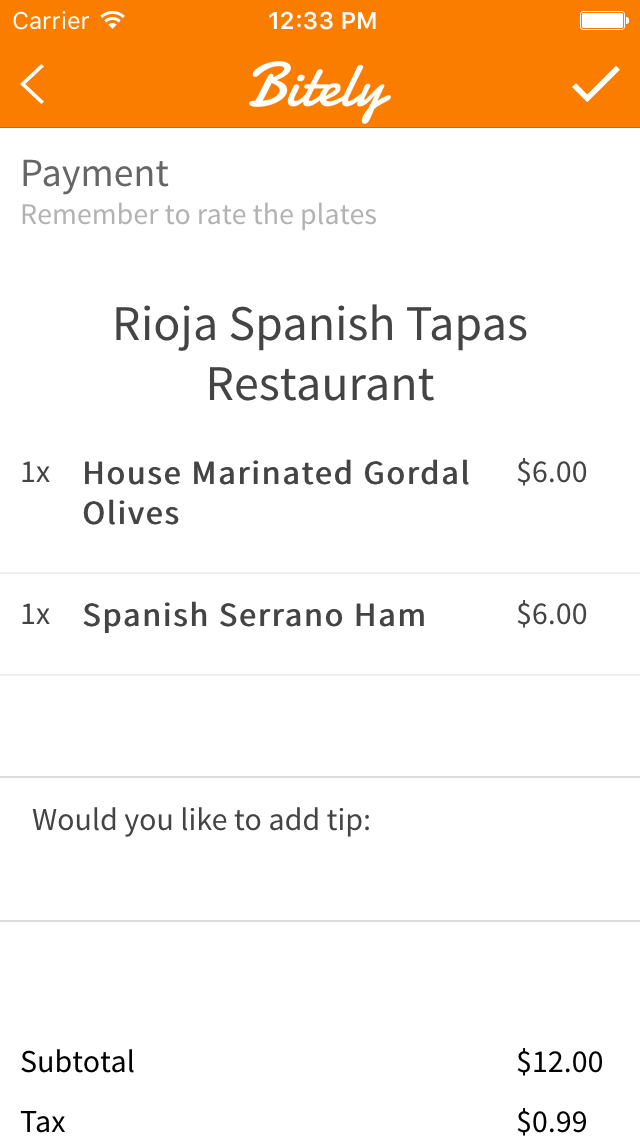 Carrier 12:33 PM
Bitely
Payment
Remember to rate the plates
Rioja Spanish Tapas
Restaurant
1x House Marinated Gordal $6.00
Olives
1x Spanish Serrano Ham $6.00
Would you like to add tip:
Subtotal $12.00
Tax $0.99